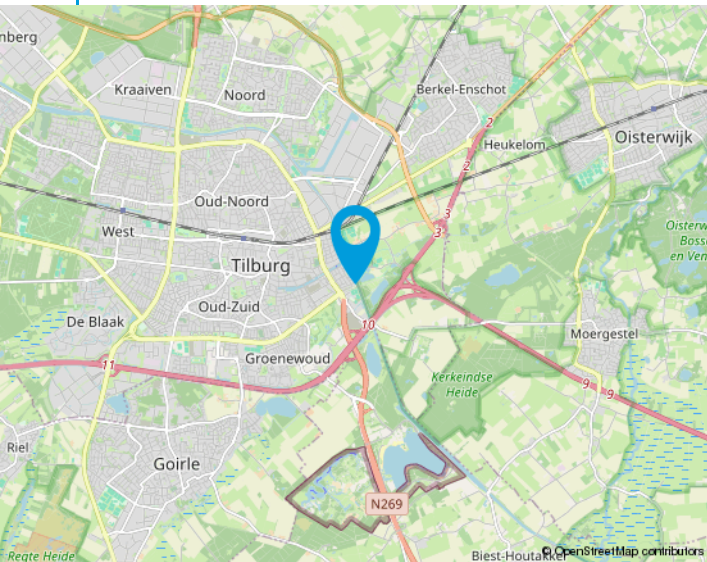 nberg
Kraaiven
Noord
Berkel-Enschot
2
Oisterwijk
Heukelom
2
Oud-Noord
3
West
3
Oisterw
Boss
en Ven
Tilburg
Oud-Zuid
De Blaak
10
Moergestel
Groenewoud
11
Kerkeindse
Heide
9
9
Riel
Goirle
N269
Regte Heide
Biest-Houtakker
© OpenStreetMap contributors